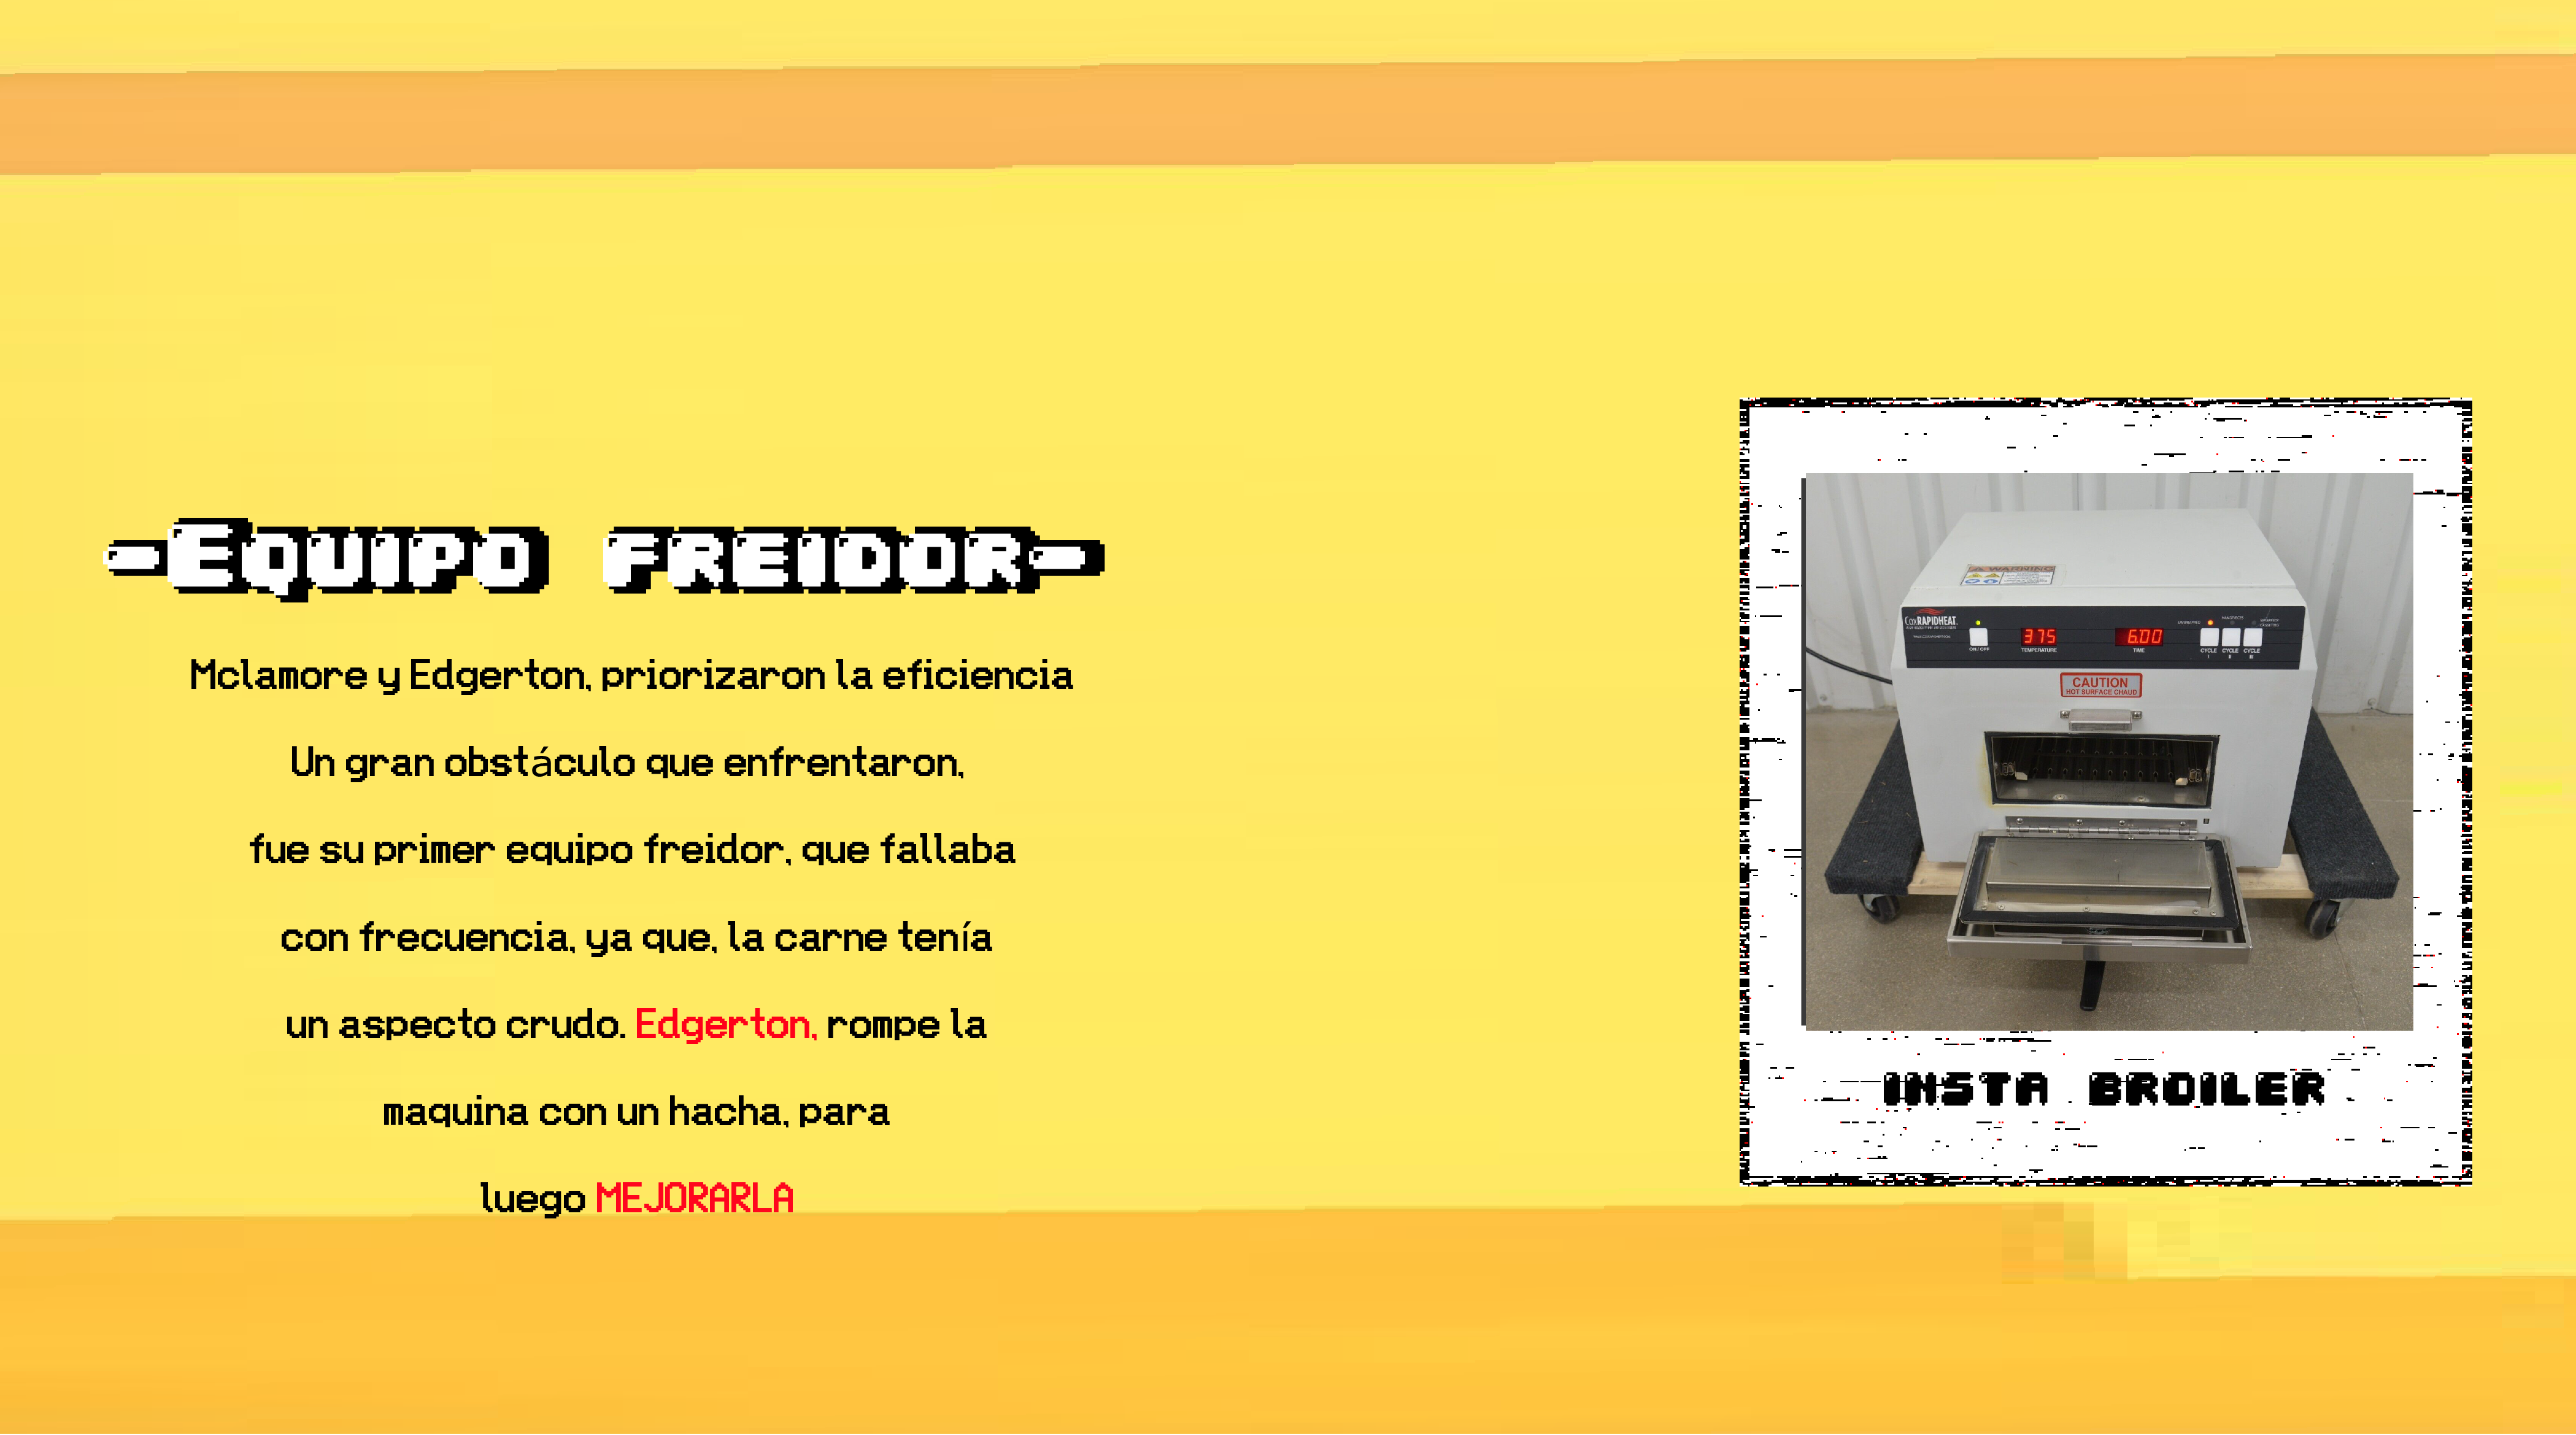 -Equipo freidor-
Mclamore y Edgerton, priorizaron la eficiencia
Un gran obstáculo que enfrentaron,
fue su primer equipo freidor, que fallaba
con frecuencia, ya que, la carne tenía
un aspecto crudo. Edgerton, rompe la
maquina con un hacha, para
luego MEJORARLA
WARNING
CoxRAPIDHEAT
375
6:00
ON / OFF
TEMPERATURE
TIME
CYCLE I
CYCLE II
CYCLE III
CAUTION
HOT SURFACE CHAUD
INSTA BROILER